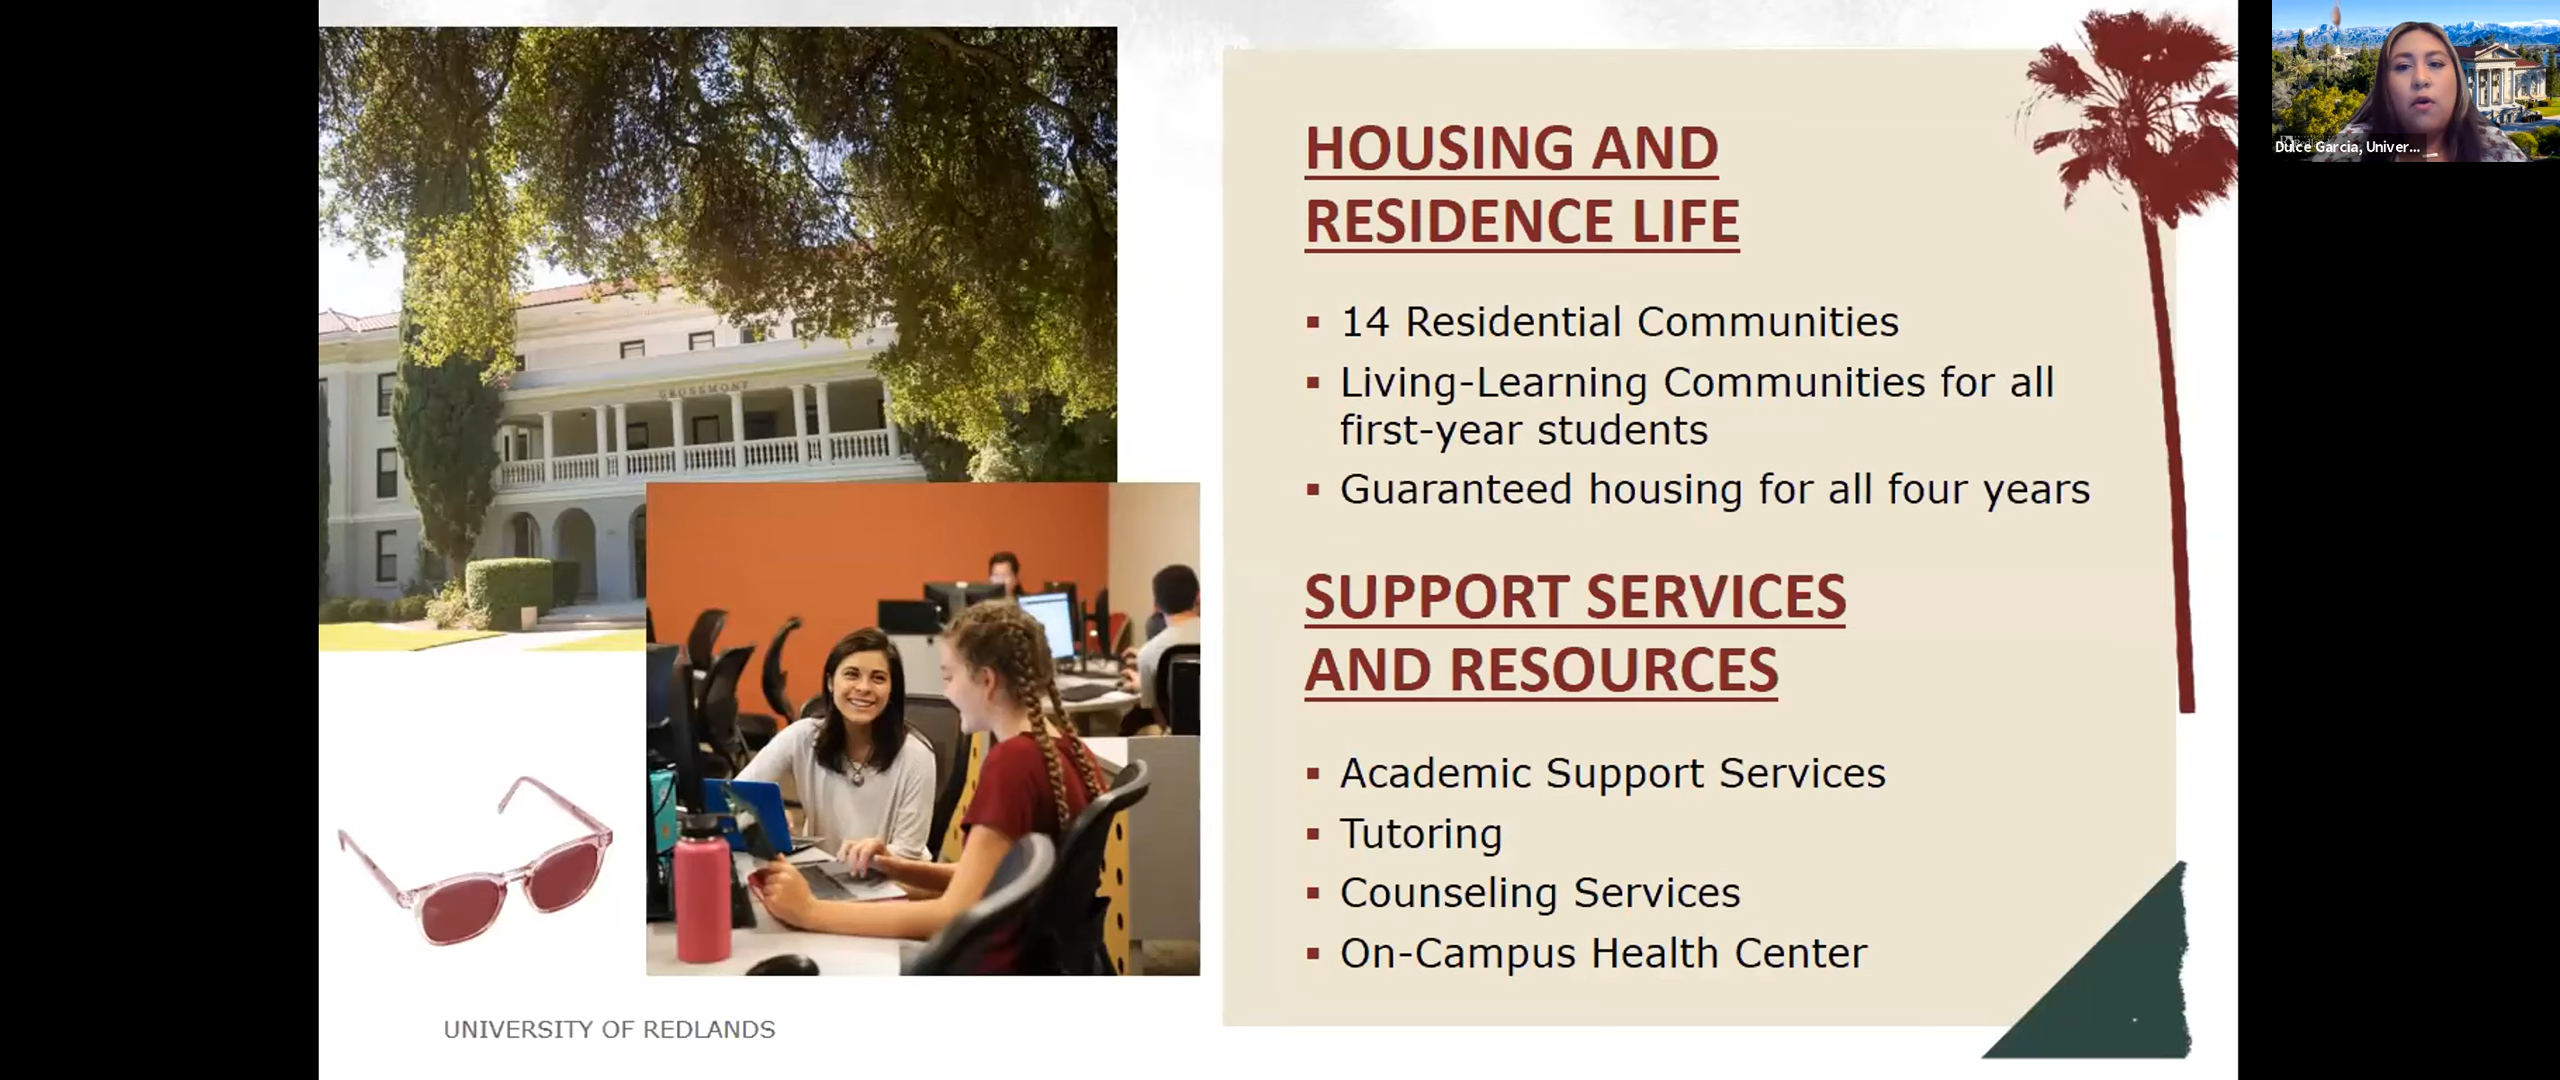 GROSSMONT
HOUSING AND
RESIDENCE LIFE
▪ 14 Residential Communities
▪ Living-Learning Communities for all
first-year students
▪ Guaranteed housing for all four years
SUPPORT SERVICES
AND RESOURCES
▪ Academic Support Services
▪ Tutoring
▪ Counseling Services
▪ On-Campus Health Center
UNIVERSITY OF REDLANDS
Dulce Garcia, Univer...